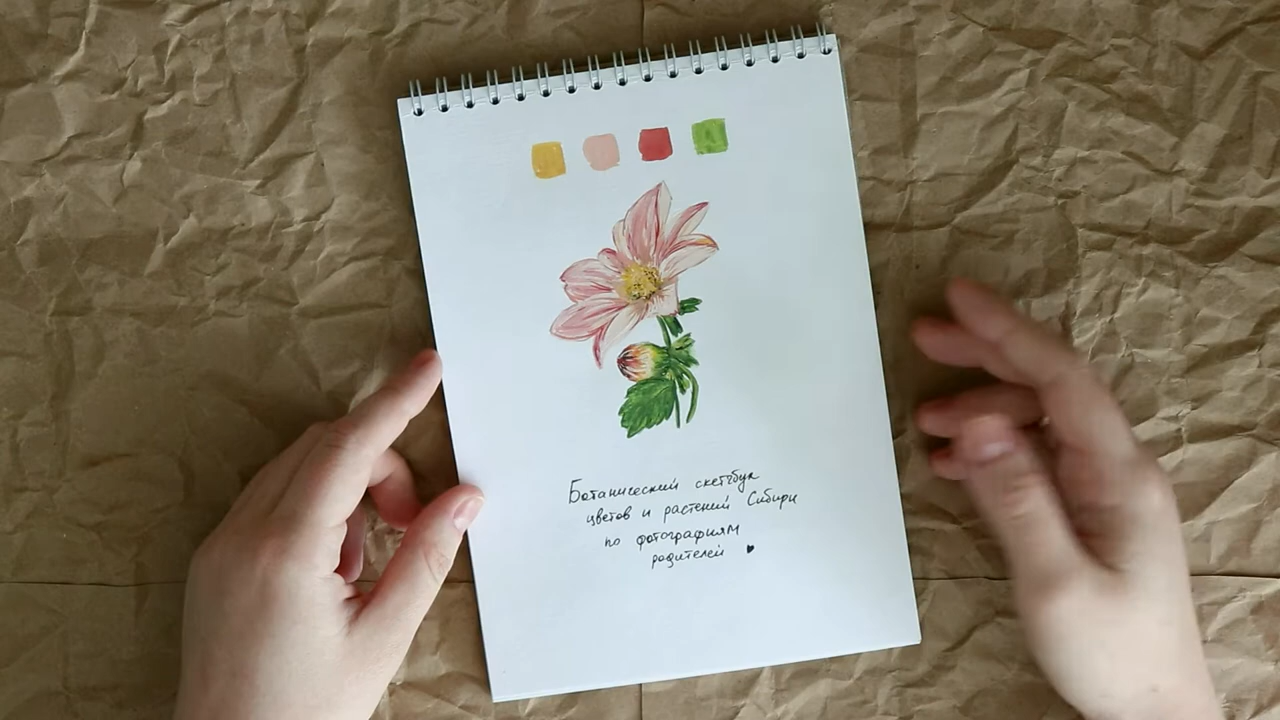 Ботанический скетчбук
цветов и растений Сибири
по фотографиям
родителей ♥